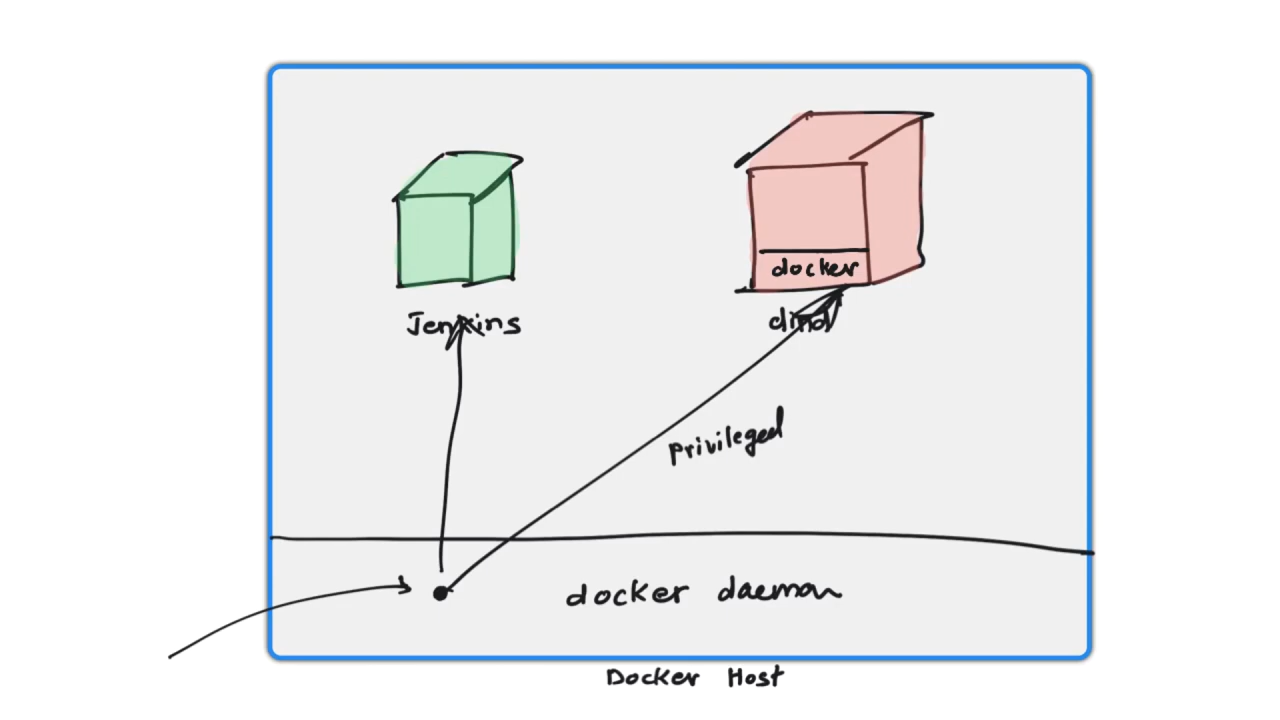 docker
Jenkins
dind
privileged
docker daemon
Docker Host